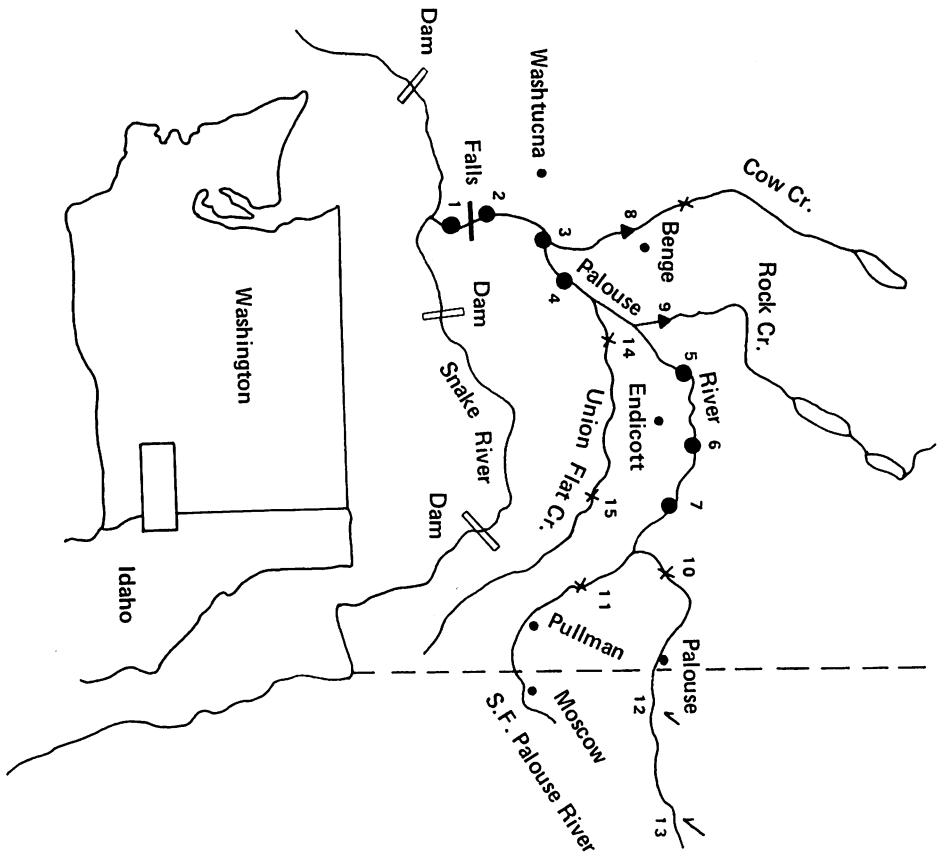 Cow Cr.
Rock Cr.
8
Benge
9
Washtucna
Palouse
River
3
4
2
Falls
1
Dam
Dam
Snake River
Dam
14
5
6
7
Endicott
Union Flat Cr.
15
10
11
Pullman
Palouse
12
13
Moscow
S.F. Palouse River
Washington
Idaho